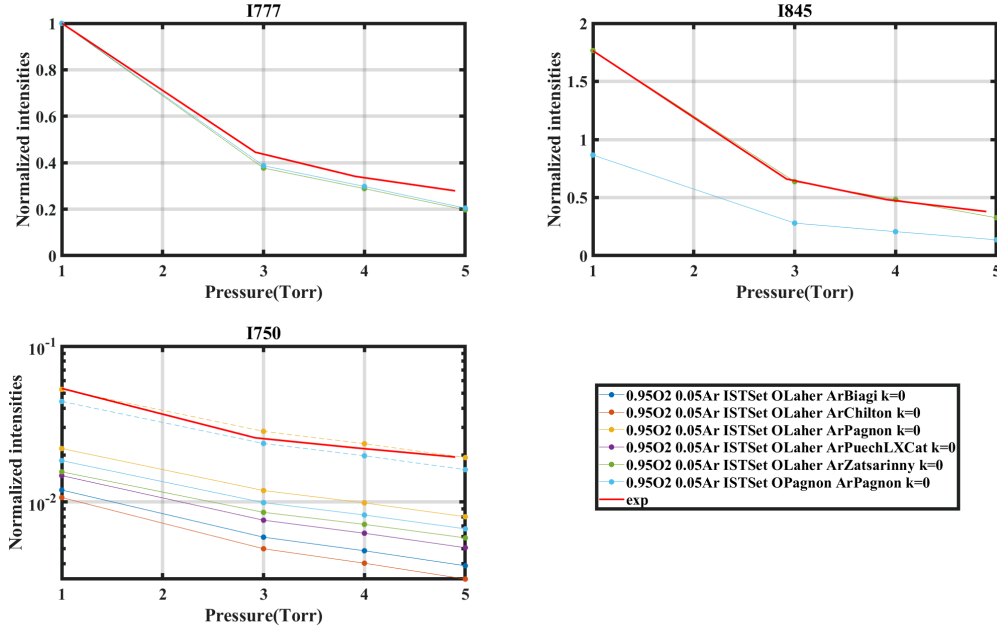 I777
Normalized intensities
1
0.8
0.6
0.4
0.2
0
1 2 3 4 5
Pressure(Torr)
I845
Normalized intensities
2
1.5
1
0.5
0
1 2 3 4 5
Pressure(Torr)
I750
Normalized intensities
10-1
10-2
1 2 3 4 5
Pressure(Torr)
0.95O2 0.05Ar ISTSet OLaher ArBiagi k=0
0.95O2 0.05Ar ISTSet OLaher ArChilton k=0
0.95O2 0.05Ar ISTSet OLaher ArPagnon k=0
0.95O2 0.05Ar ISTSet OLaher ArPuechLXCat k=0
0.95O2 0.05Ar ISTSet OLaher ArZatsarinny k=0
0.95O2 0.05Ar ISTSet OPagnon ArPagnon k=0
exp